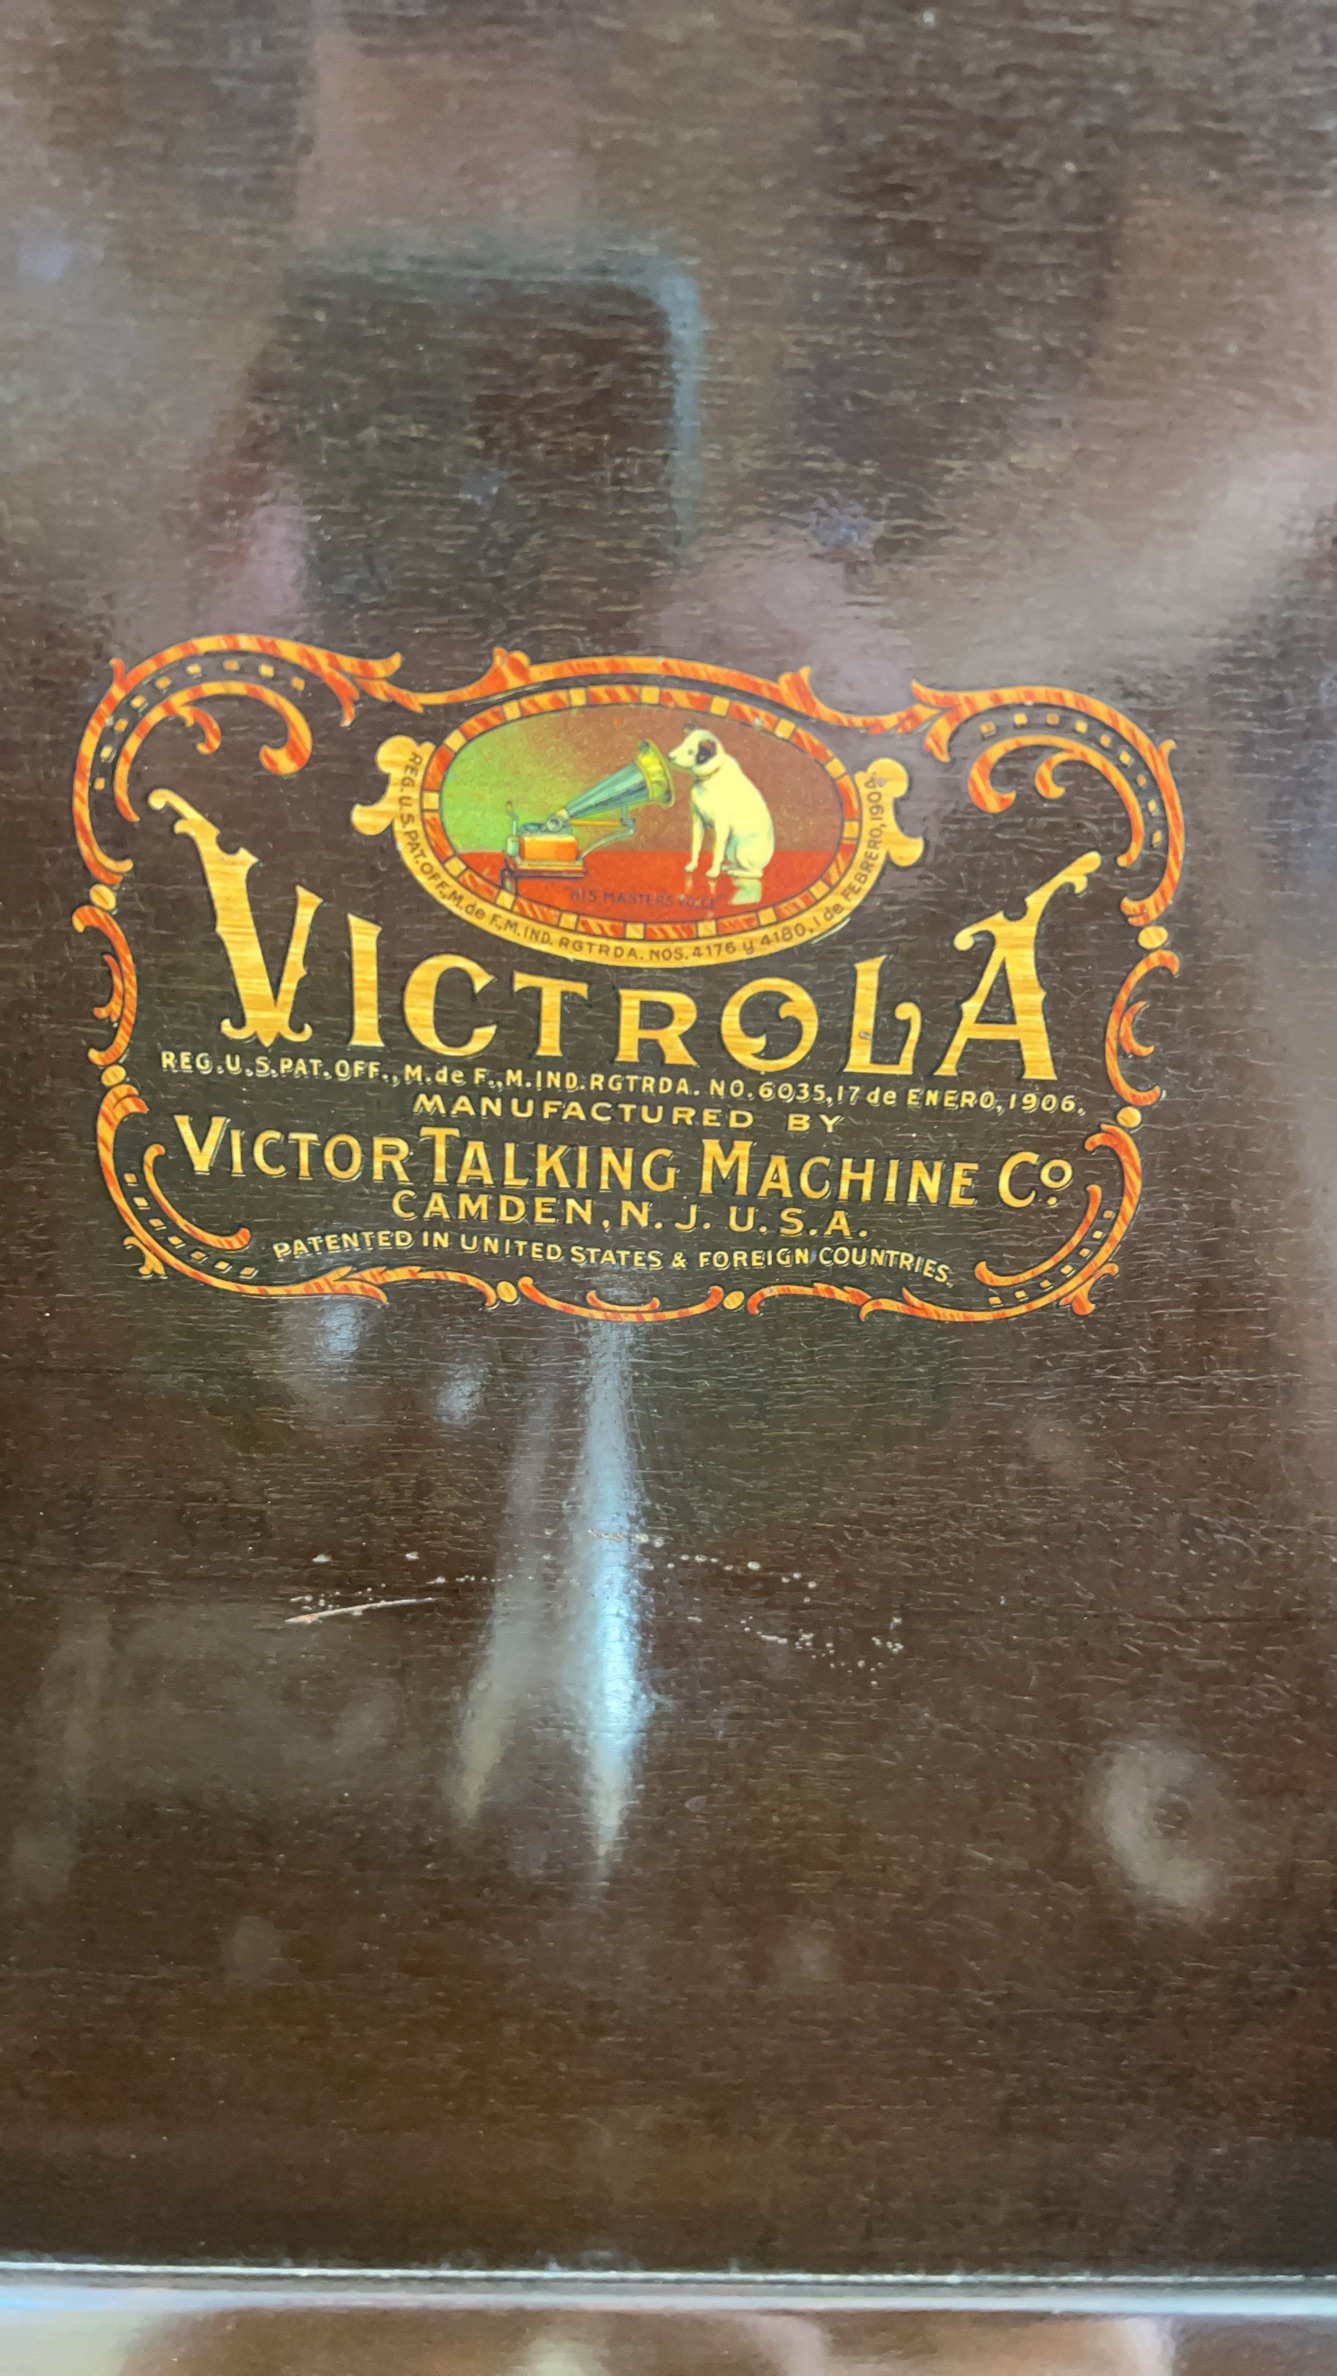 "HIS MASTER'S VOICE"
REG.U.S.PAT.OFF.,M.de F.,M.IND. RGTRDA. NOS. 4176 y 4180, 1 de FEBRERO, 1904.
VICTROLA
REG.U.S.PAT.OFF.,M.de F.,M.IND.RGTRDA. NO.6035,17 de ENERO,1906.
MANUFACTURED BY
VICTOR TALKING MACHINE CO.
CAMDEN, N. J. U.S.A.
PATENTED IN UNITED STATES & FOREIGN COUNTRIES.